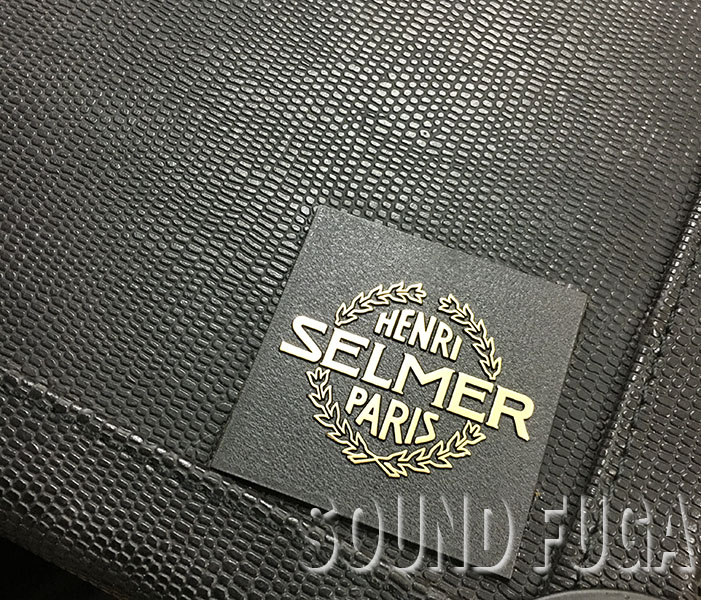 HENRI
SELMER
PARIS
SOUND FUGA